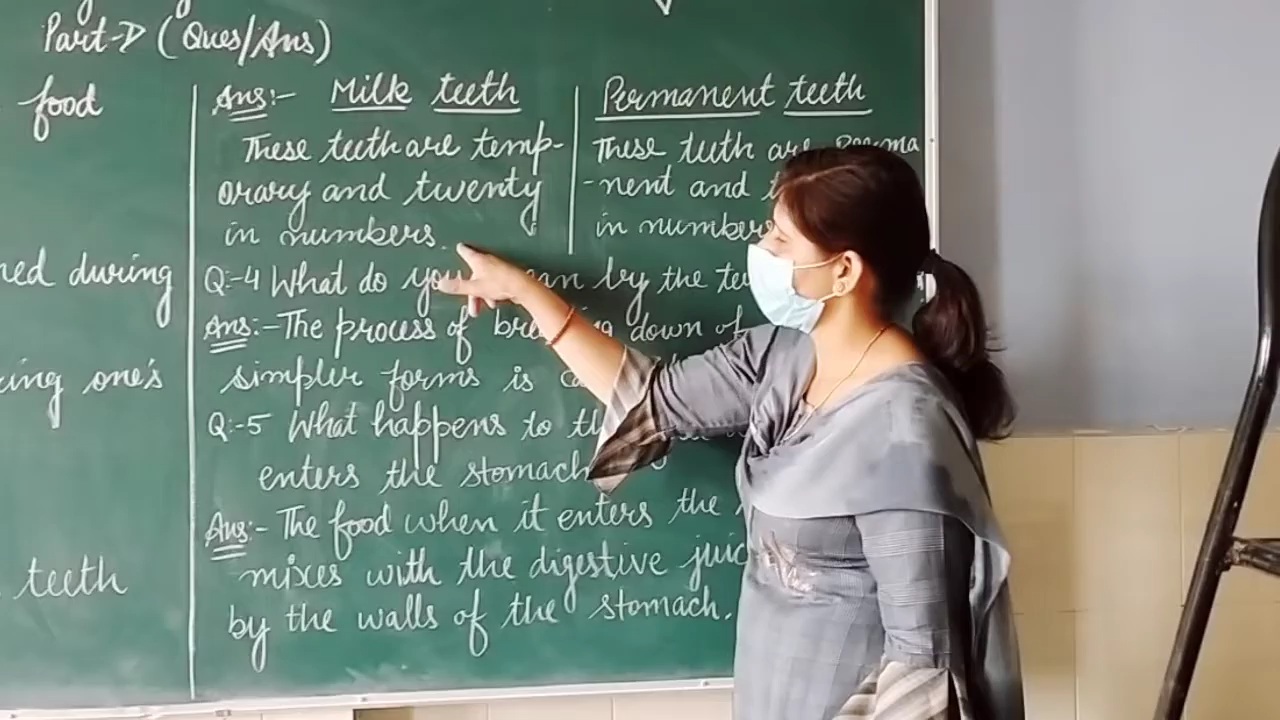 Part-D (Ques/Ans)
food
ned during
cing one's
teeth
Ans:- Milk teeth
These teeth are temp-
orary and twenty
in numbers.
Permanent teeth
These teeth are Perma
-nent and
in numbers
Q:-4 What do you by the
Ans:- The process of down of
simpler forms is
Q:-5 What happens to
enters the stomach
Ans:- The food when it enters the
mixes with the digestive juic
by the walls of the stomach.